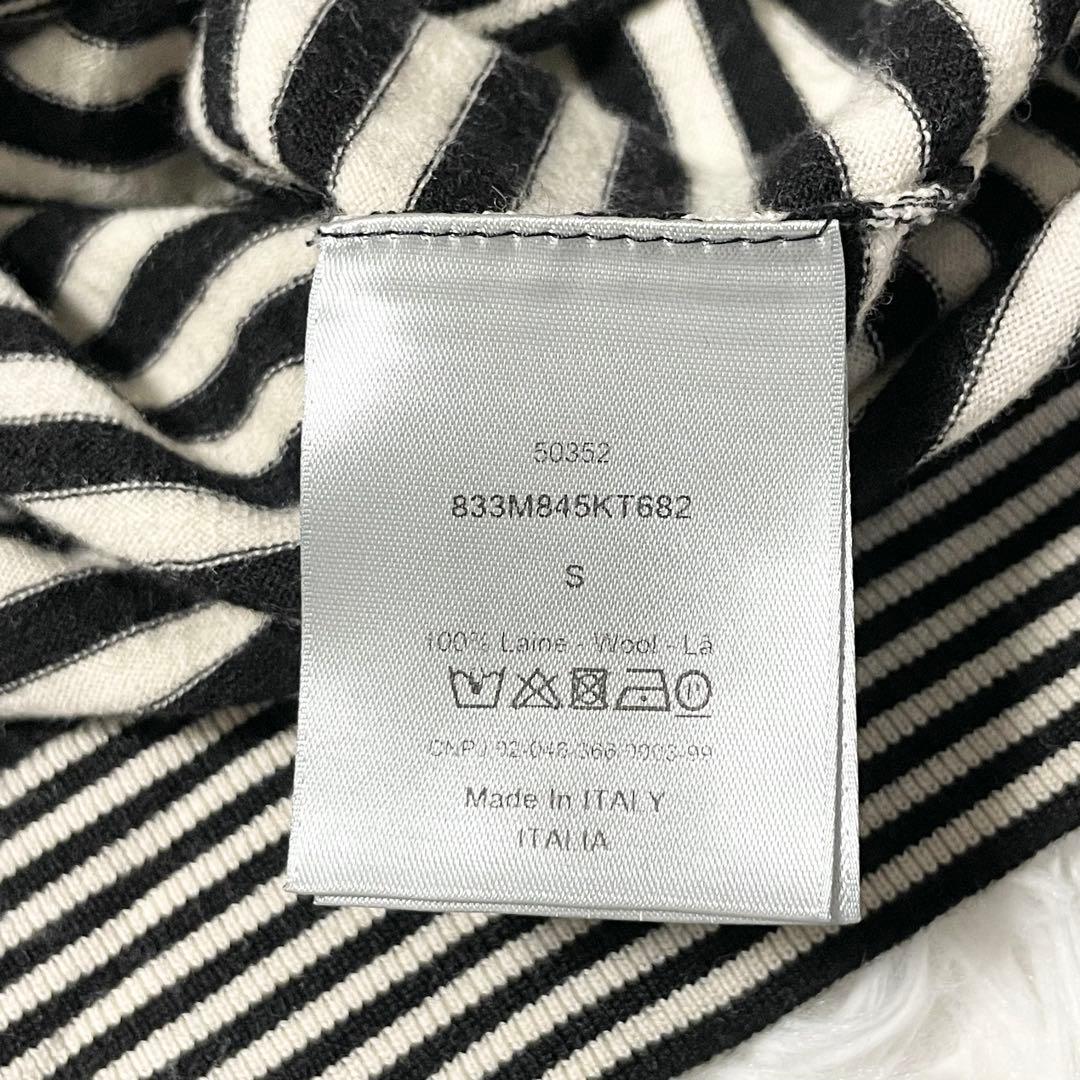 50352
833M845KT682
S
100% Laine - Wool - Lã
CNPJ 02-048-366-0003-99
Made In ITALY
ITALIA